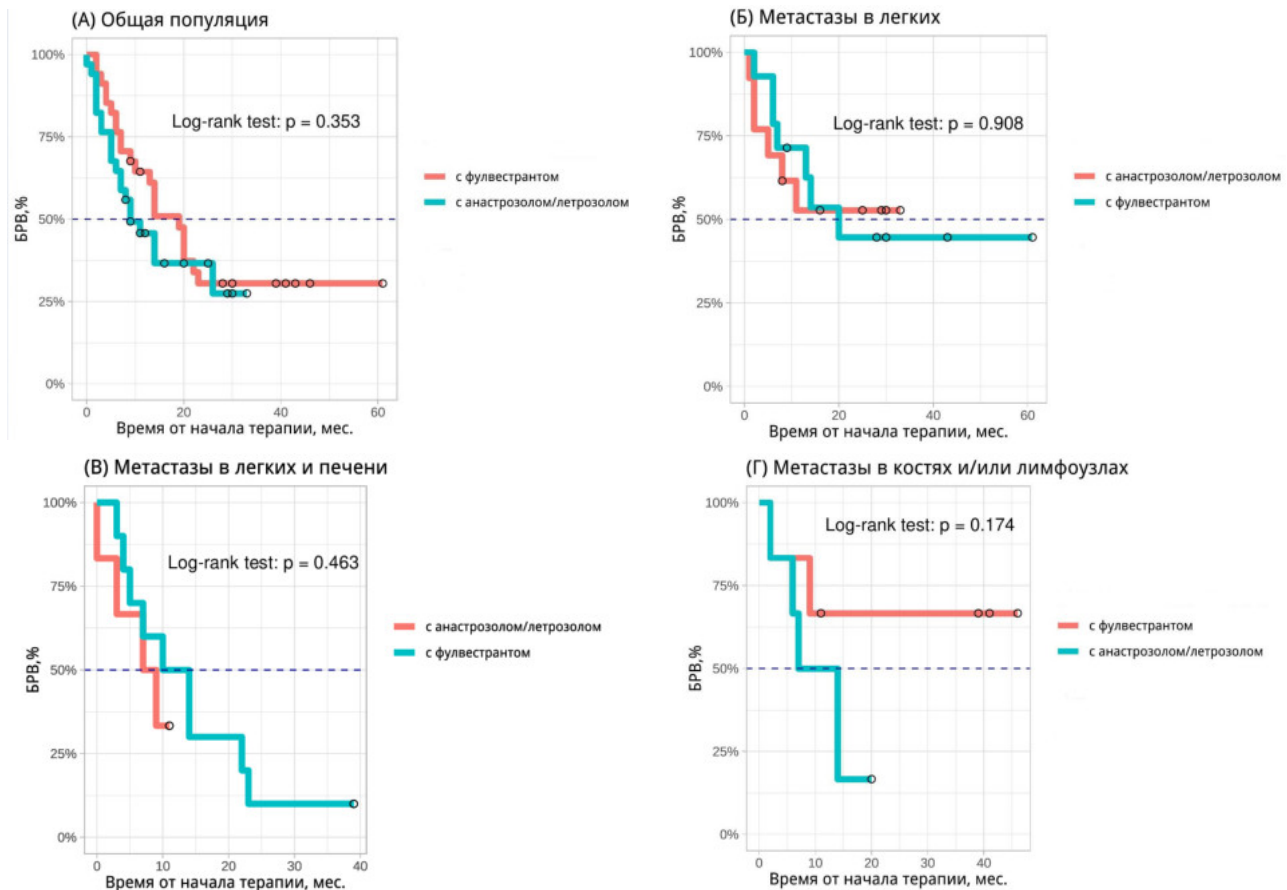 (А) Общая популяция
100%
75%
50%
25%
0%
БРВ,%
Log-rank test: p = 0.353
0 20 40 60
Время от начала терапии, мес.
с фулвестрантом
с анастрозолом/летрозолом
(Б) Метастазы в легких
100%
75%
50%
25%
0%
БРВ,%
Log-rank test: p = 0.908
0 20 40 60
Время от начала терапии, мес.
с анастрозолом/летрозолом
с фулвестрантом
(В) Метастазы в легких и печени
100%
75%
50%
25%
0%
БРВ,%
Log-rank test: p = 0.463
0 10 20 30 40
Время от начала терапии, мес.
с анастрозолом/летрозолом
с фулвестрантом
(Г) Метастазы в костях и/или лимфоузлах
100%
75%
50%
25%
0%
БРВ,%
Log-rank test: p = 0.174
0 10 20 30 40
Время от начала терапии, мес.
с фулвестрантом
с анастрозолом/летрозолом